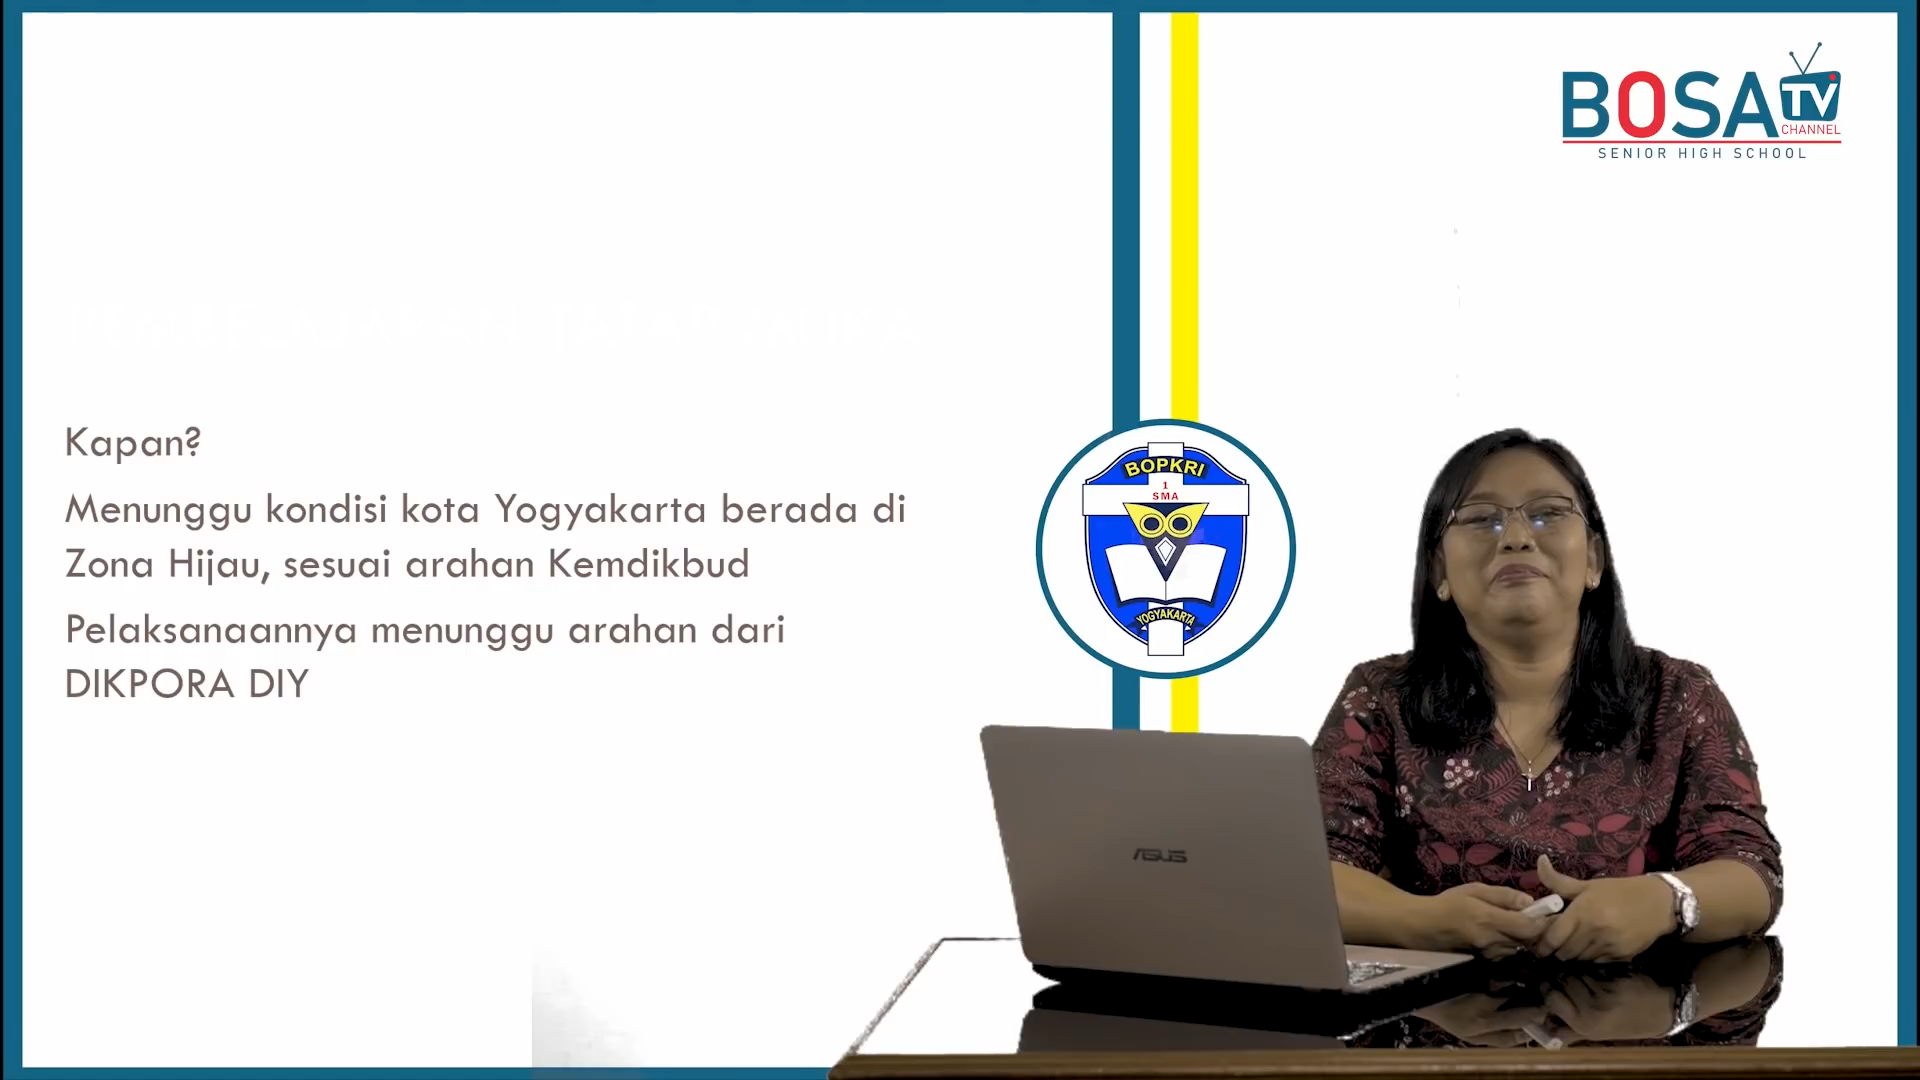 BOSA TV
CHANNEL
SENIOR HIGH SCHOOL
Kapan?
Menunggu kondisi kota Yogyakarta berada di
Zona Hijau, sesuai arahan Kemdikbud
Pelaksanaannya menunggu arahan dari
DIKPORA DIY
BOPKRI
1
SMA
YOGYAKARTA
ASUS